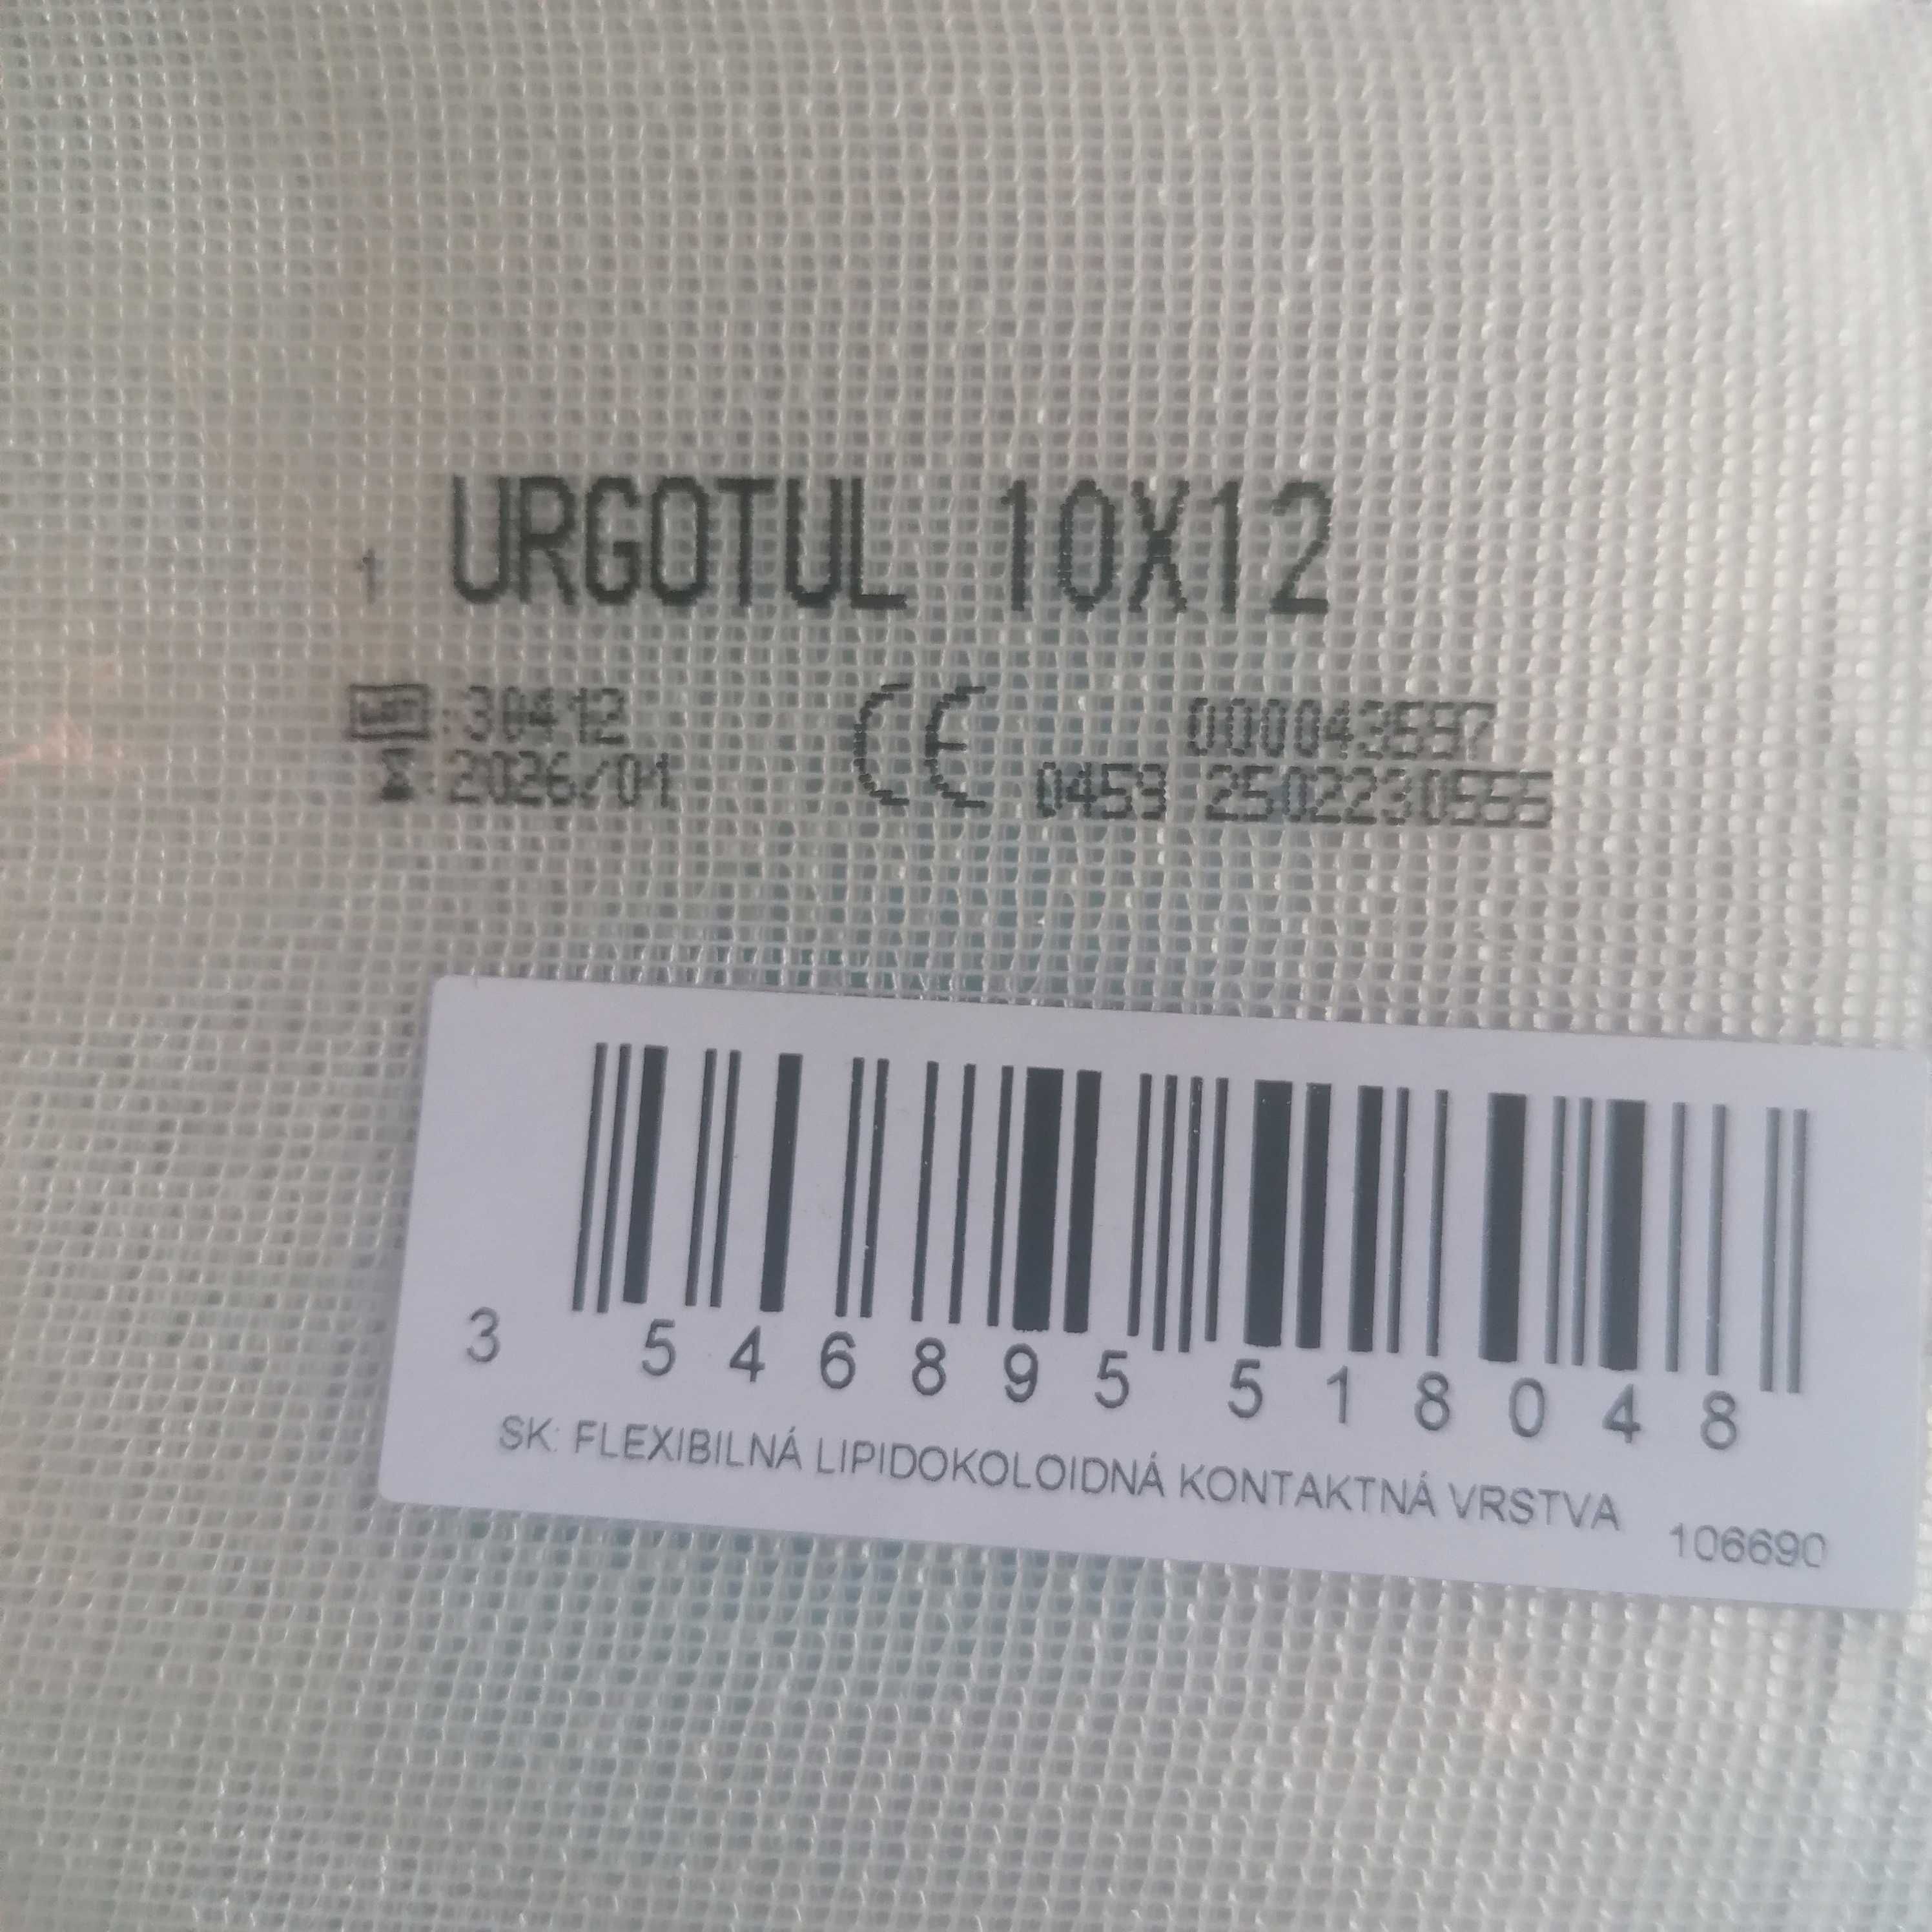 1 URGOTUL 10X12
LOT: 30412
: 2026/01
CE 000043597
0459 2502230555
3 546895 518048
SK: FLEXIBILNÁ LIPIDOKOLOIDNÁ KONTAKTNÁ VRSTVA
106690